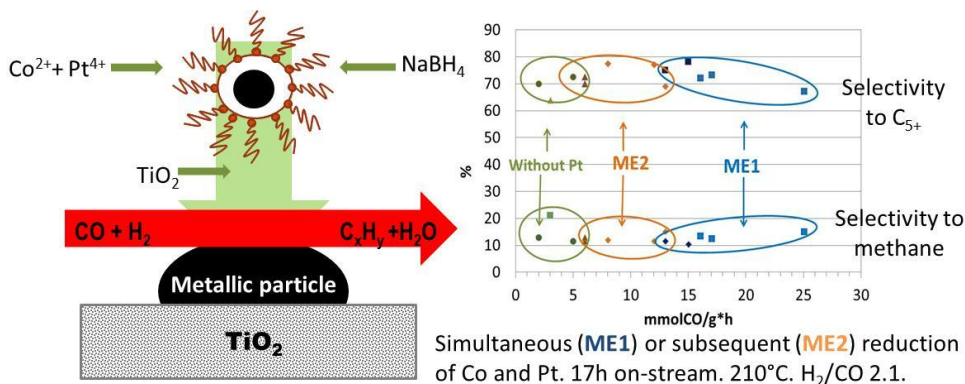 Co2+ + Pt4+
NaBH4
TiO2
CO + H2
CxHy +H2O
Metallic particle
TiO2
90
80
70
60
50
40
30
20
10
0
%
0
5
10
15
20
25
30
mmolCO/g*h
Without Pt
ME2
ME1
Selectivity
to C5+
Selectivity to
methane
Simultaneous (ME1) or subsequent (ME2) reduction
of Co and Pt. 17h on-stream. 210°C. H2/CO 2.1.